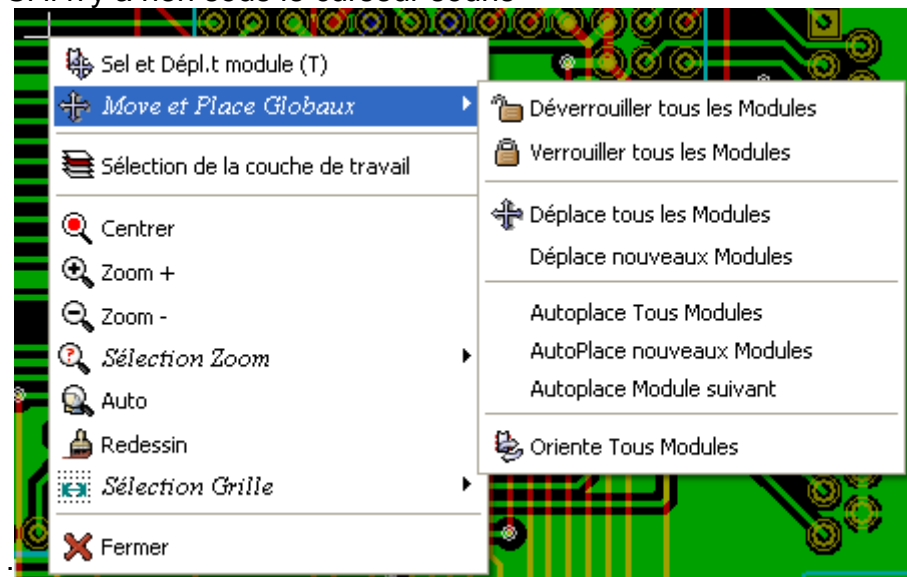 Sel et Dépl.t module (T)
Move et Place Globaux
Sélection de la couche de travail
Centrer
Zoom +
Zoom -
Sélection Zoom
Auto
Redessin
Sélection Grille
Fermer
.
Déverrouiller tous les Modules
Verrouiller tous les Modules
Déplace tous les Modules
Déplace nouveaux Modules
Autoplace Tous Modules
AutoPlace nouveaux Modules
Autoplace Module suivant
Oriente Tous Modules